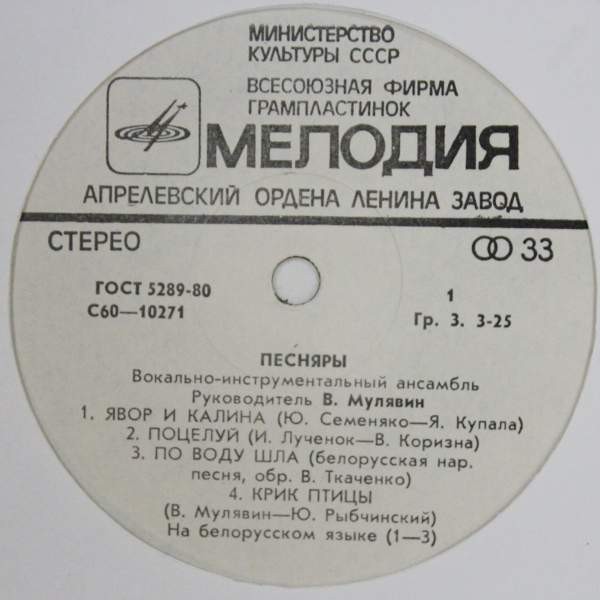 МИНИСТЕРСТВО
КУЛЬТУРЫ СССР
ВСЕСОЮЗНАЯ ФИРМА
ГРАМПЛАСТИНОК
МЕЛОДИЯ
АПРЕЛЕВСКИЙ ОРДЕНА ЛЕНИНА ЗАВОД
СТЕРЕО 33
ГОСТ 5289-80 1
С60—10271 Гр. 3. 3-25
ПЕСНЯРЫ
Вокально-инструментальный ансамбль
Руководитель В. Мулявин
1. ЯВОР И КАЛИНА (Ю. Семеняко—Я. Купала)
2. ПОЦЕЛУЙ (И. Лученок—В. Коризна)
3. ПО ВОДУ ШЛА (белорусская нар.
песня, обр. В. Ткаченко)
4. КРИК ПТИЦЫ
(В. Мулявин—Ю. Рыбчинский)
На белорусском языке (1—3)